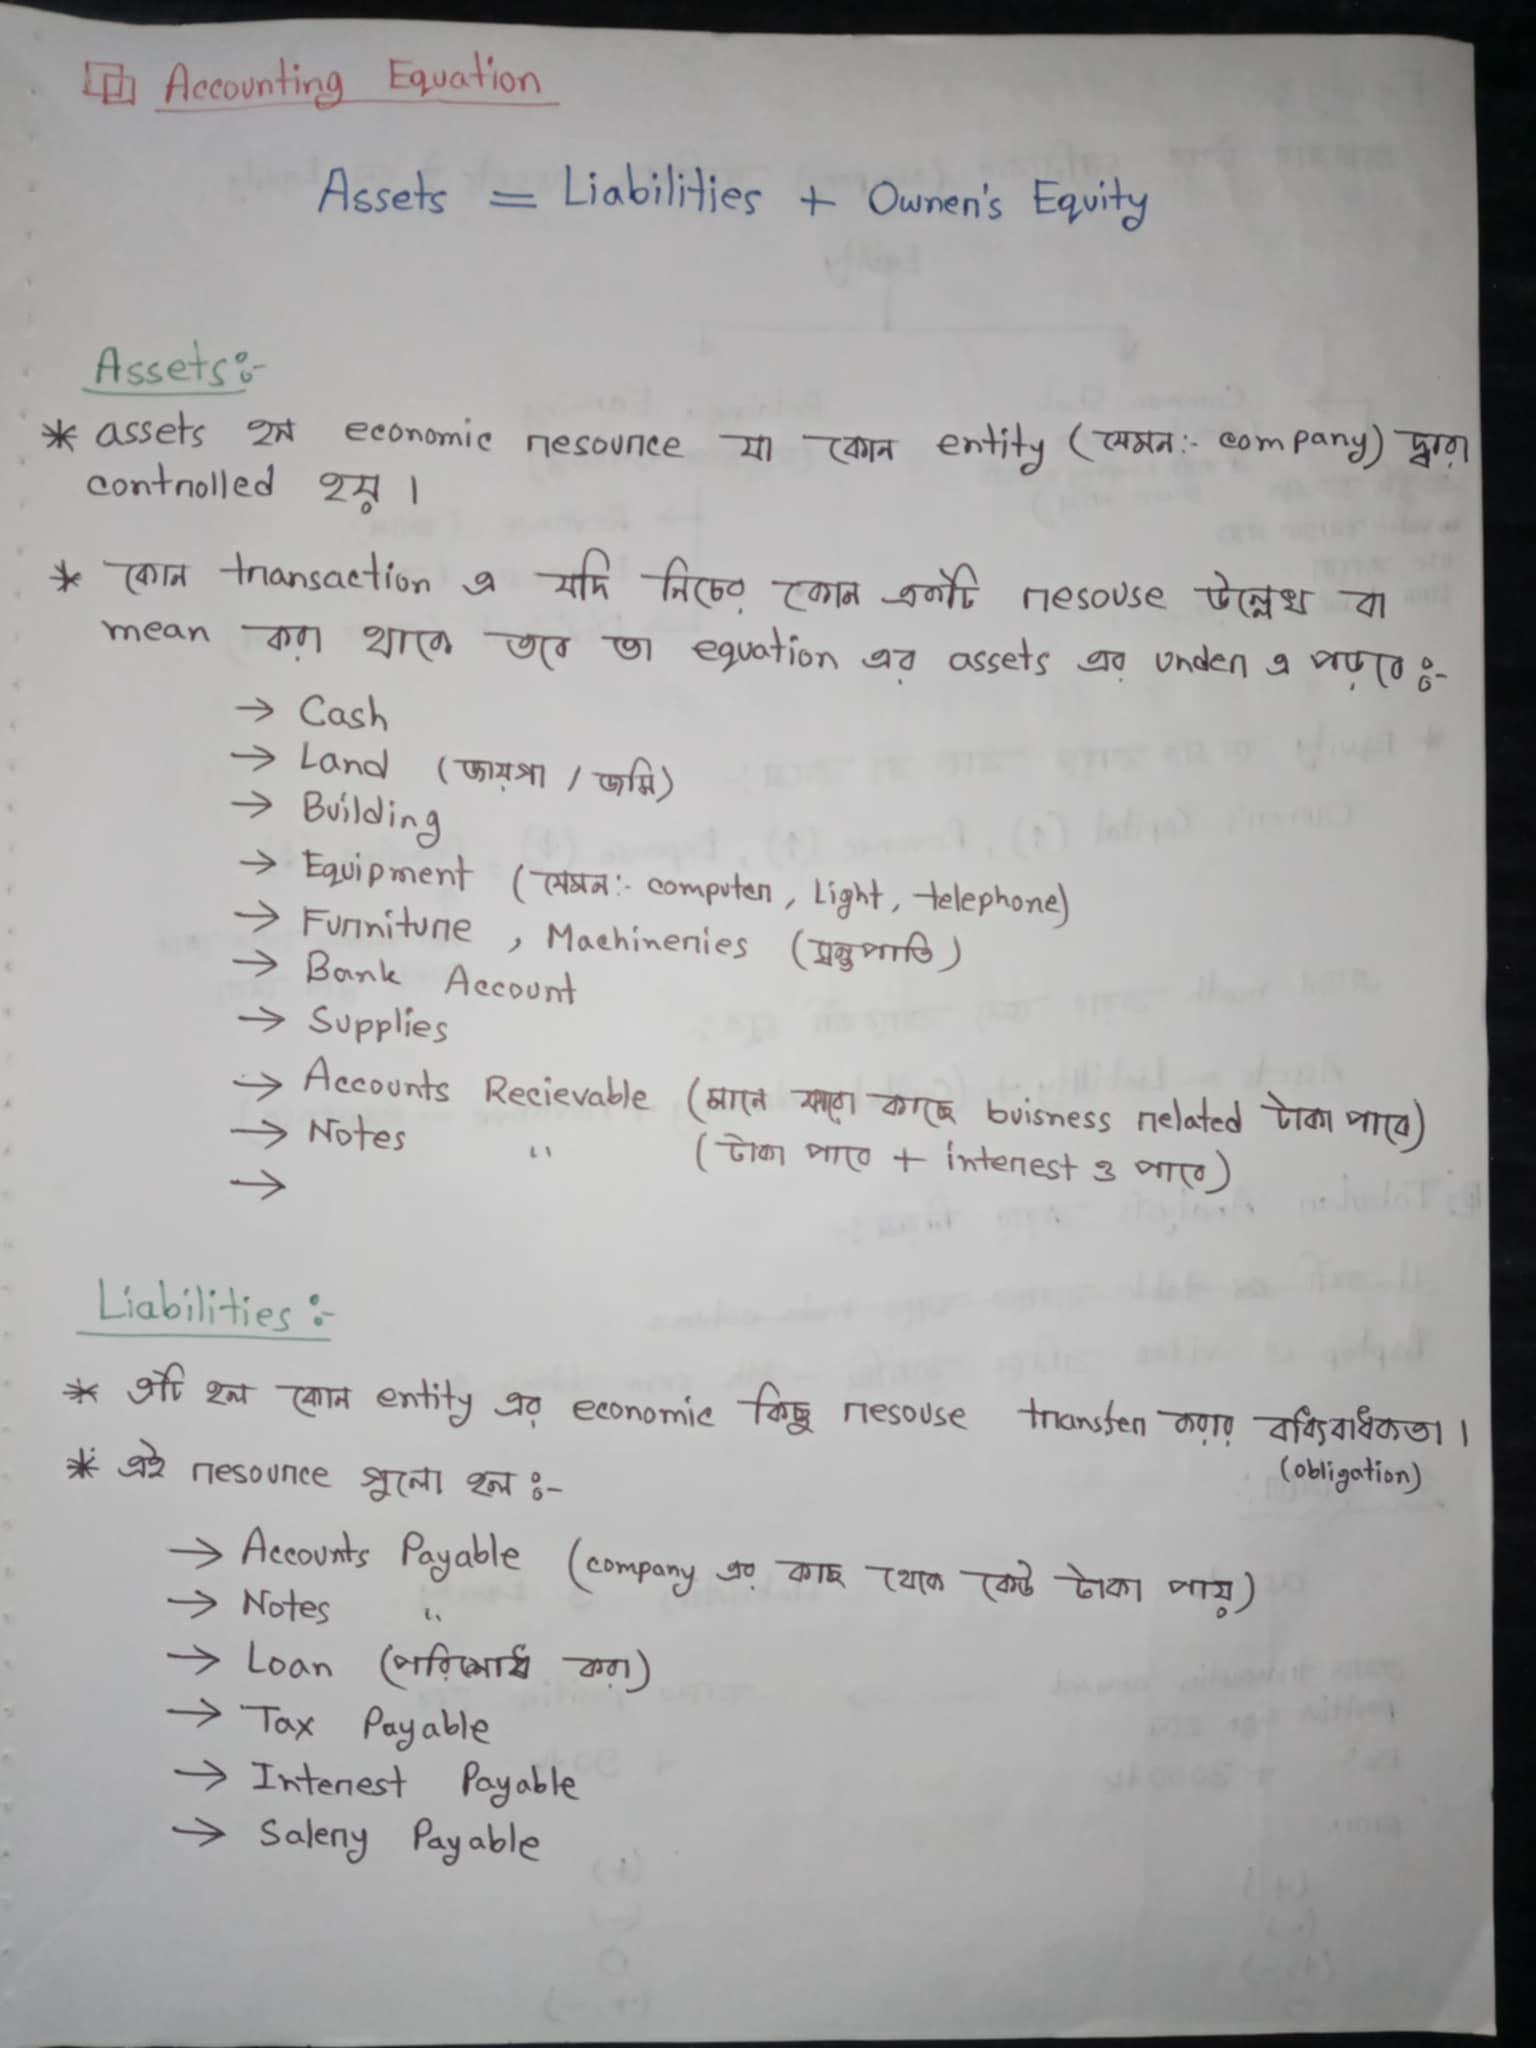 Accounting Equation
Assets = Liabilities + Owner's Equity
Assets :-
* assets হল economic resource যা কোন entity (যেমন:- company) দ্বারা
controlled হয়।
* কোন transaction এ যদি নিচের কোন একটি resouse উল্লেখ বা
mean করা থাকে তবে তা equation এর assets এর under এ পড়বে :-
→ Cash
→ Land (জায়গা / জমি)
→ Building
→ Equipment (যেমন:- computer, Light, telephone)
→ Furniture, Machineries (যন্ত্রপাতি)
→ Bank Account
→ Supplies
→ Accounts Recievable (মানে কারো কাছে buisness related টাকা পাবে)
→ Notes " (টাকা পাবে + interest ও পাবে)
→
Liabilities :-
* এটি হল কোন entity এর economic কিছু resouse transfer করার বাধ্যবাধকতা।
(obligation)
* এই resource গুলো হল :-
→ Accounts Payable (company এর কাছ থেকে কেউ টাকা পায়)
→ Notes "
→ Loan (পরিশোধ করা)
→ Tax Payable
→ Interest Payable
→ Salery Payable